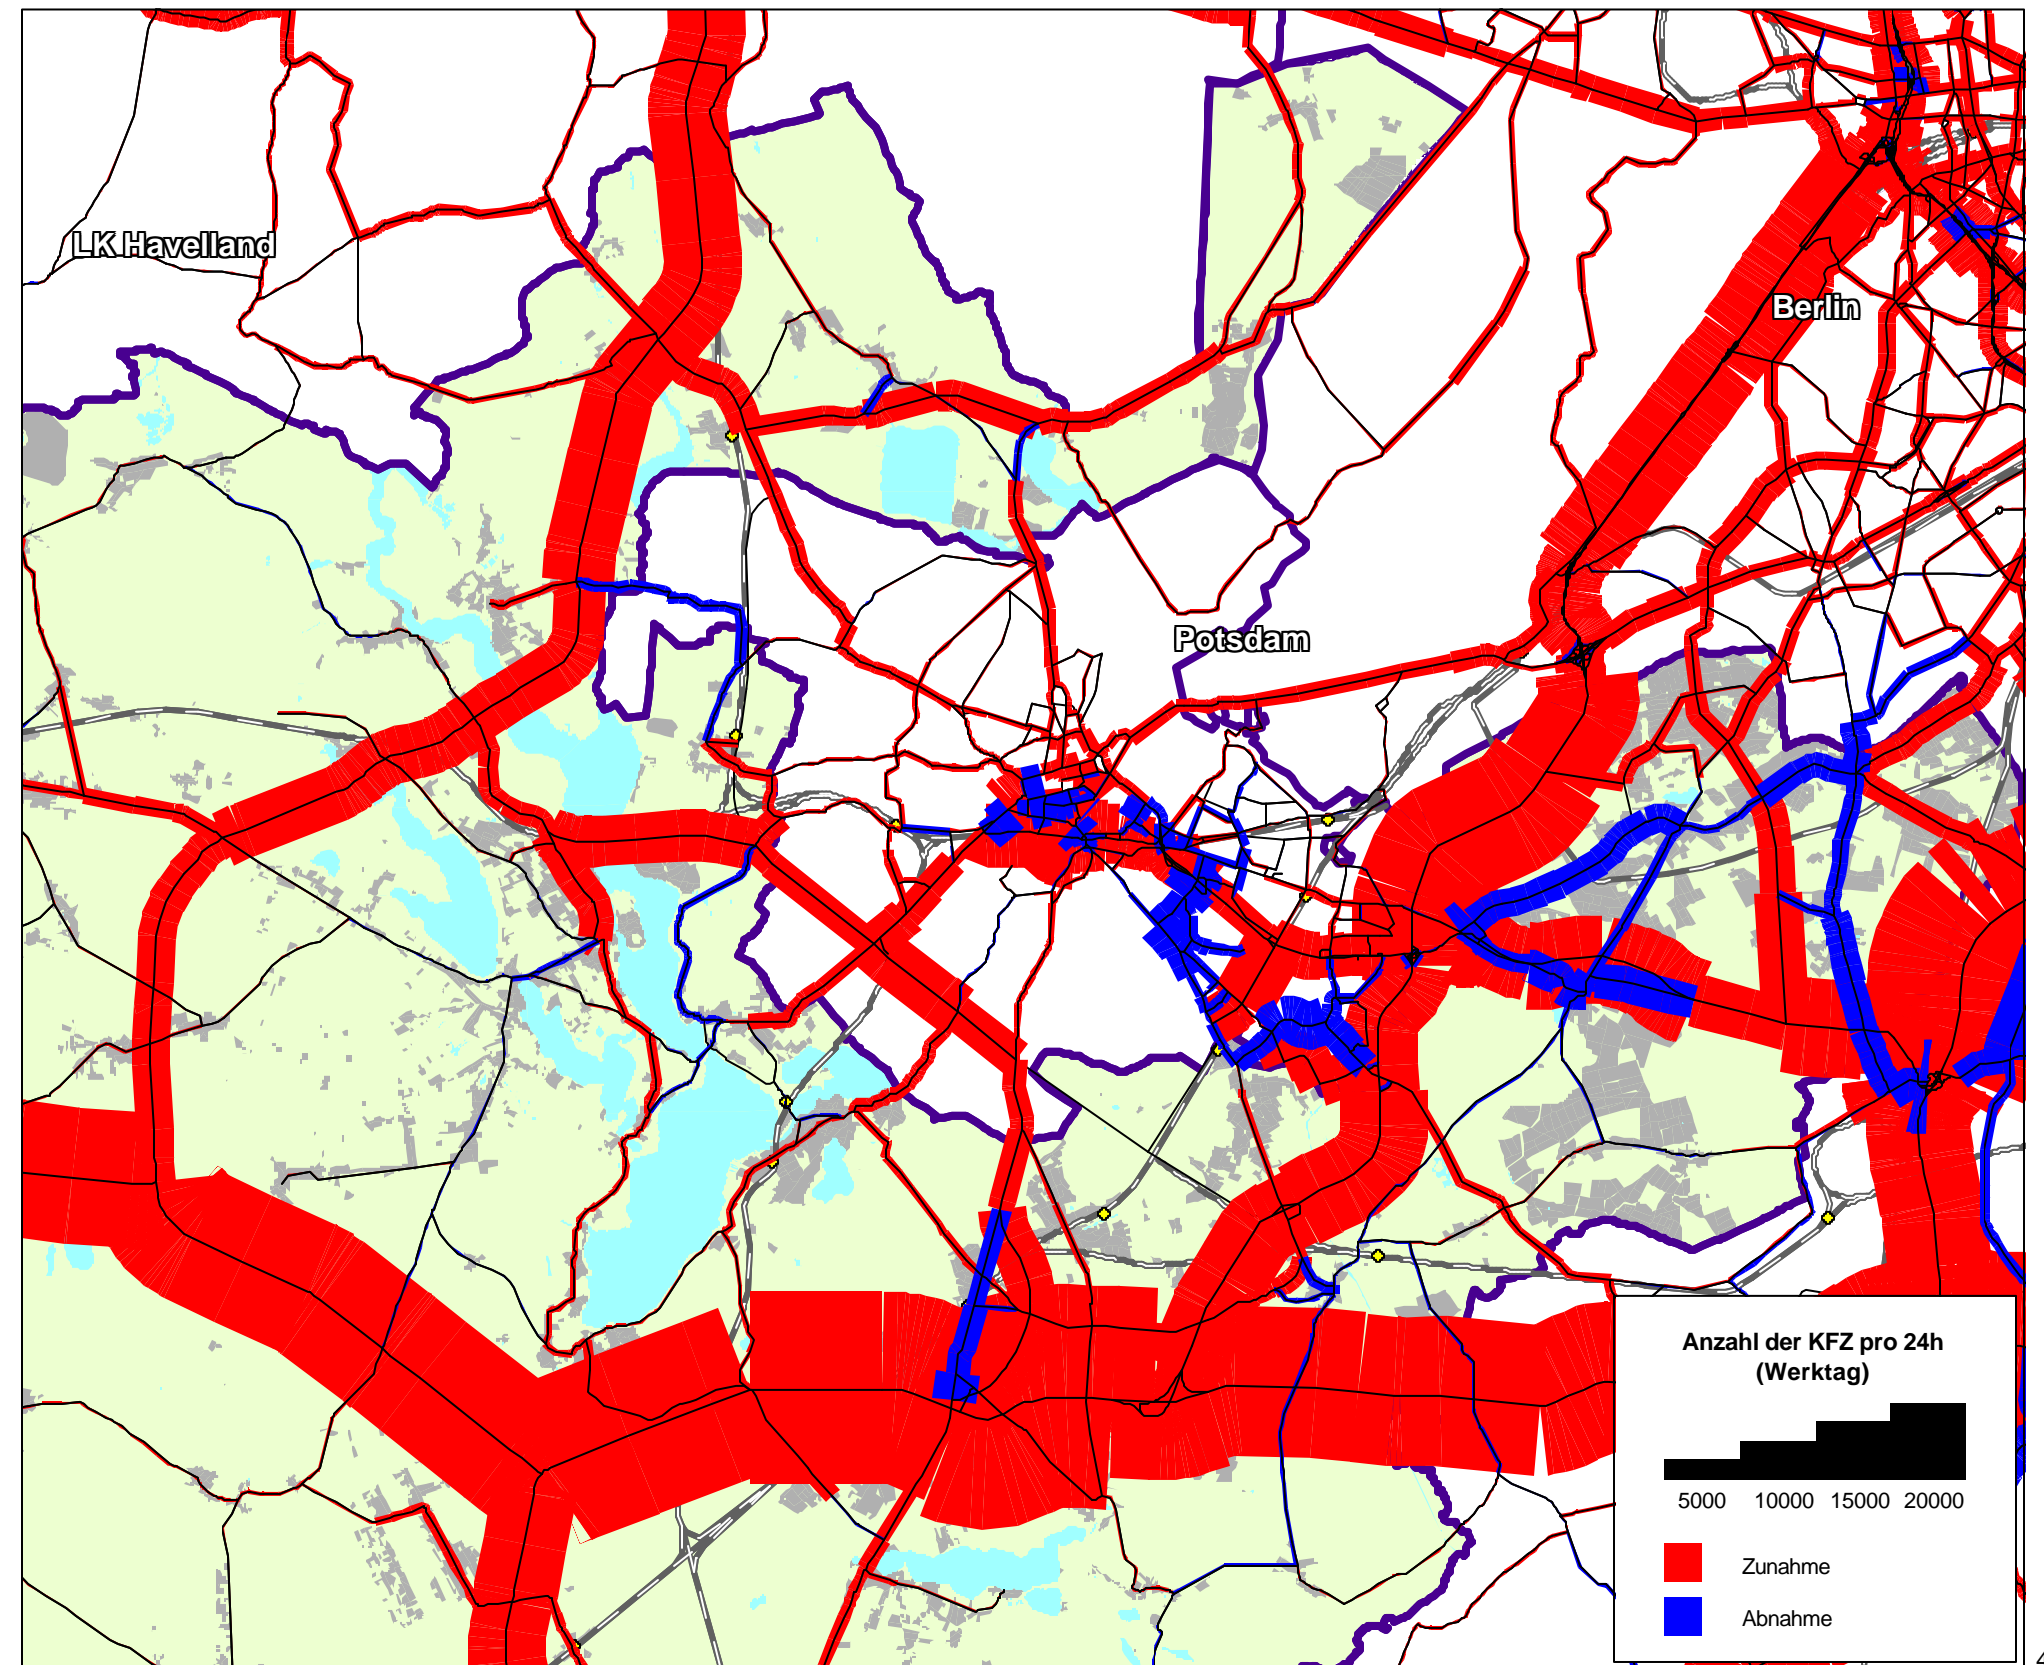 LK Havelland
Berlin
Potsdam
Anzahl der KFZ pro 24h
(Werktag)
5000 10000 15000 20000
Zunahme
Abnahme